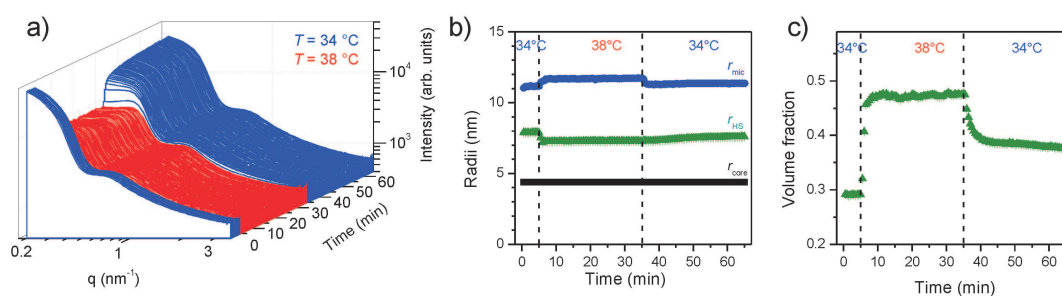 a)
T = 34 °C
T = 38 °C
Intensity (arb. units)
10⁴
10³
0.2
1
3
q (nm⁻¹)
0 10 20 30 40 50 60
Time (min)
b)
34°C 38°C 34°C
r mic
r HS
r core
Radii (nm)
15
10
5
0
0 10 20 30 40 50 60
Time (min)
c)
34°C 38°C 34°C
Volume fraction
0.5
0.4
0.3
0.2
0 10 20 30 40 50 60
Time (min)